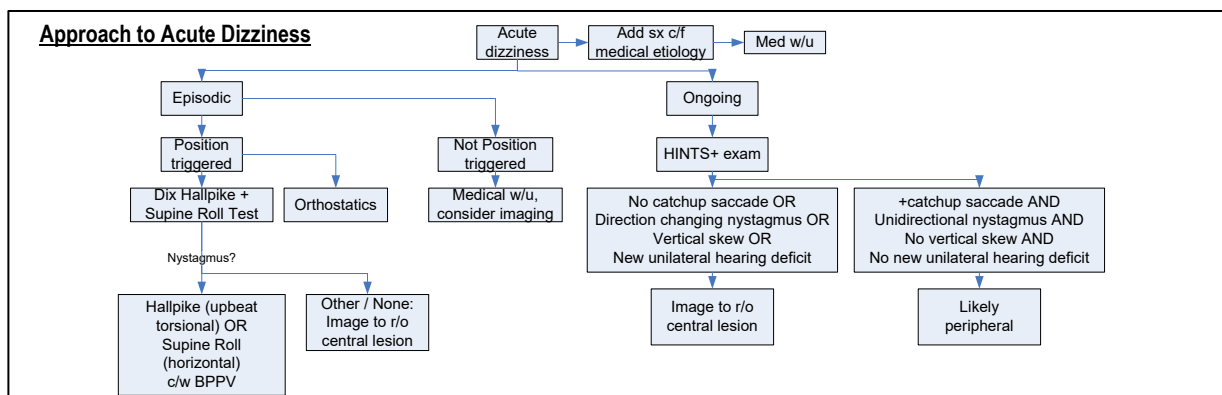 Approach to Acute Dizziness
Acute
dizziness
Add sx c/f
medical etiology
Med w/u
Episodic
Ongoing
Position
triggered
Not Position
triggered
HINTS+ exam
Dix Hallpike +
Supine Roll Test
Orthostatics
Medical w/u,
consider imaging
No catchup saccade OR
Direction changing nystagmus OR
Vertical skew OR
New unilateral hearing deficit
+catchup saccade AND
Unidirectional nystagmus AND
No vertical skew AND
No new unilateral hearing deficit
Nystagmus?
Hallpike (upbeat
torsional) OR
Supine Roll
(horizontal)
c/w BPPV
Other / None:
Image to r/o
central lesion
Image to r/o
central lesion
Likely
peripheral